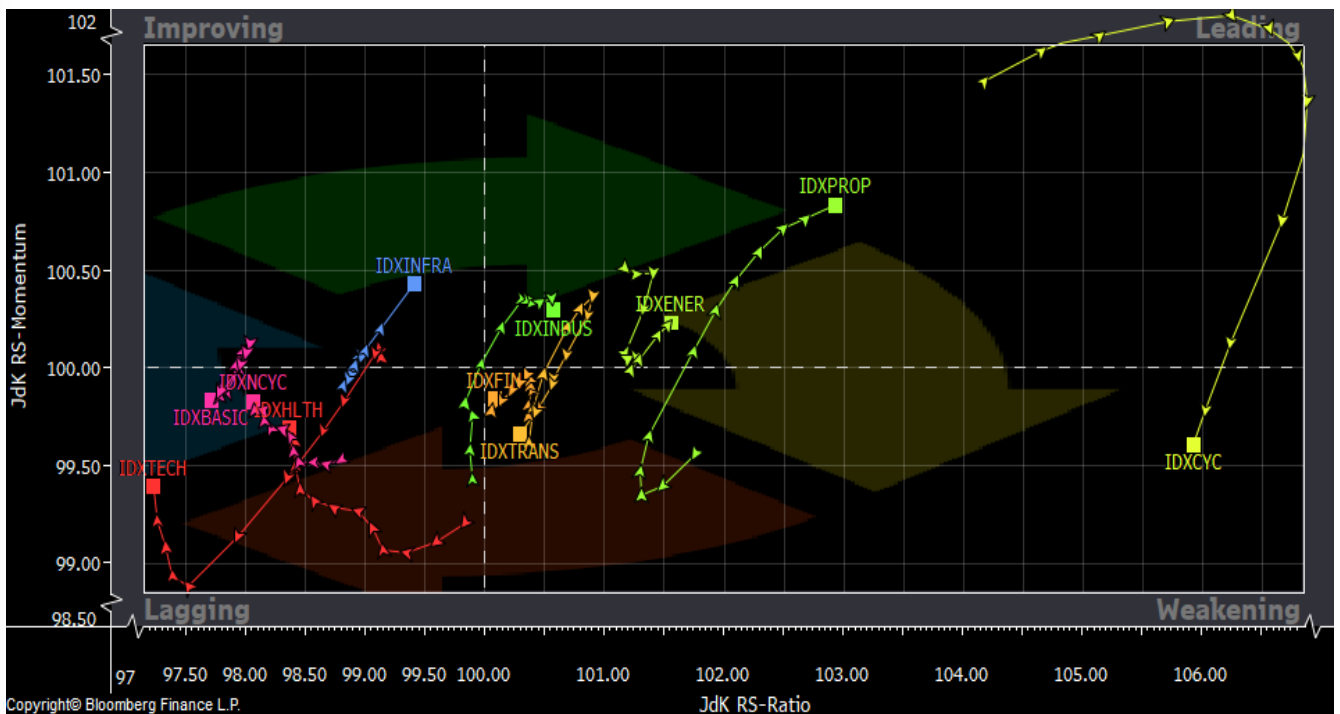 102
Improving
Leading
101.50
101.00
IDXPROP
100.50
IDXINFRA
IDXENER
IDXINDUS
100.00
IDXNCYC
IDXFIN
IDXBASIC
IDXHLTH
IDXTRANS
99.50
IDXTECH
IDXCYC
99.00
98.50
Lagging
Weakening
JdK RS-Momentum
97 97.50 98.00 98.50 99.00 99.50 100.00 101.00 102.00 103.00 104.00 105.00 106.00
Copyright© Bloomberg Finance L.P.
JdK RS-Ratio